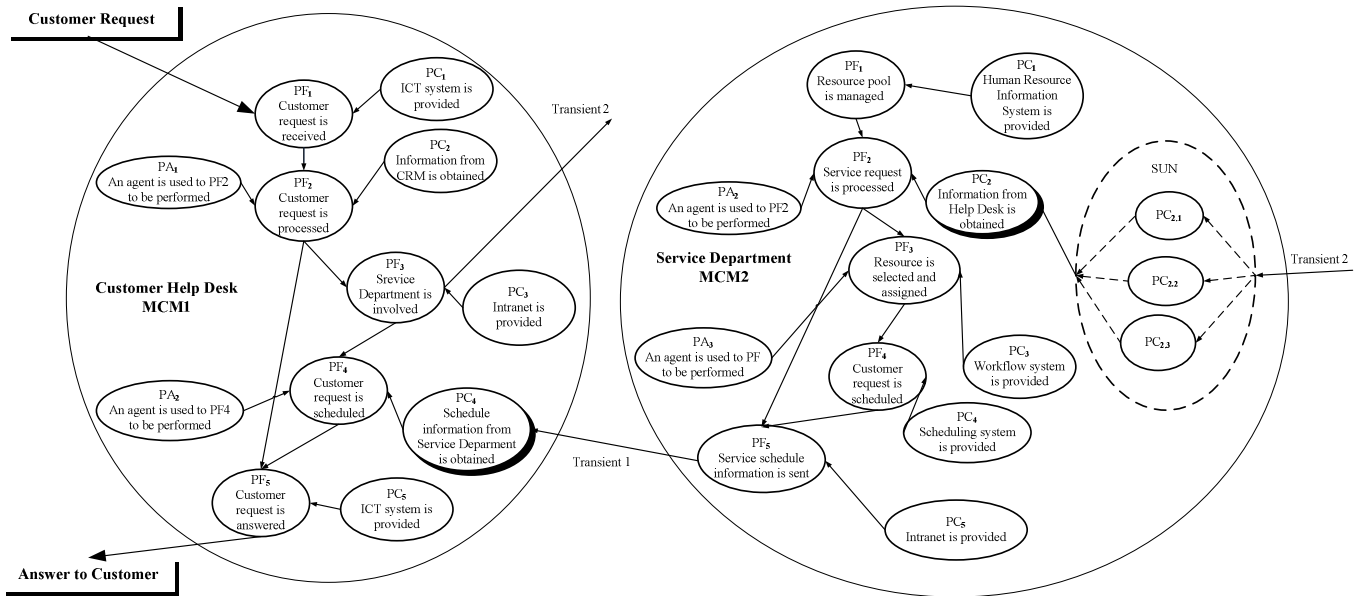 Customer Request
PF1
Customer
request is
received
PC1
ICT system is
provided
Transient 2
PC2
Information from
CRM is obtained
PA1
An agent is used to PF2
to be performed
PF2
Customer
request is
processed
PF3
Srevice
Department is
involved
PC3
Intranet is
provided
Customer Help Desk
MCM1
PF4
Customer
request is
scheduled
PA2
An agent is used to PF4
to be performed
PC4
Schedule
information from
Service Deparment
is obtained
Transient 1
PF5
Customer
request is
answered
PC5
ICT system is
provided
Answer to Customer
PF1
Resource pool
is managed
PC1
Human Resource
Information
System is
provided
PF2
Service request
is processed
PA2
An agent is used to PF2
to be performed
PC2
Information from
Help Desk is
obtained
SUN
PC2.1
PC2.2
PC2.3
Transient 2
Service Department
MCM2
PF3
Resource is
selected and
assigned
PA3
An agent is used to PF
to be performed
PF4
Customer
request is
scheduled
PC3
Workflow system
is provided
PC4
Scheduling system
is provided
PF5
Service schedule
information is sent
PC5
Intranet is provided